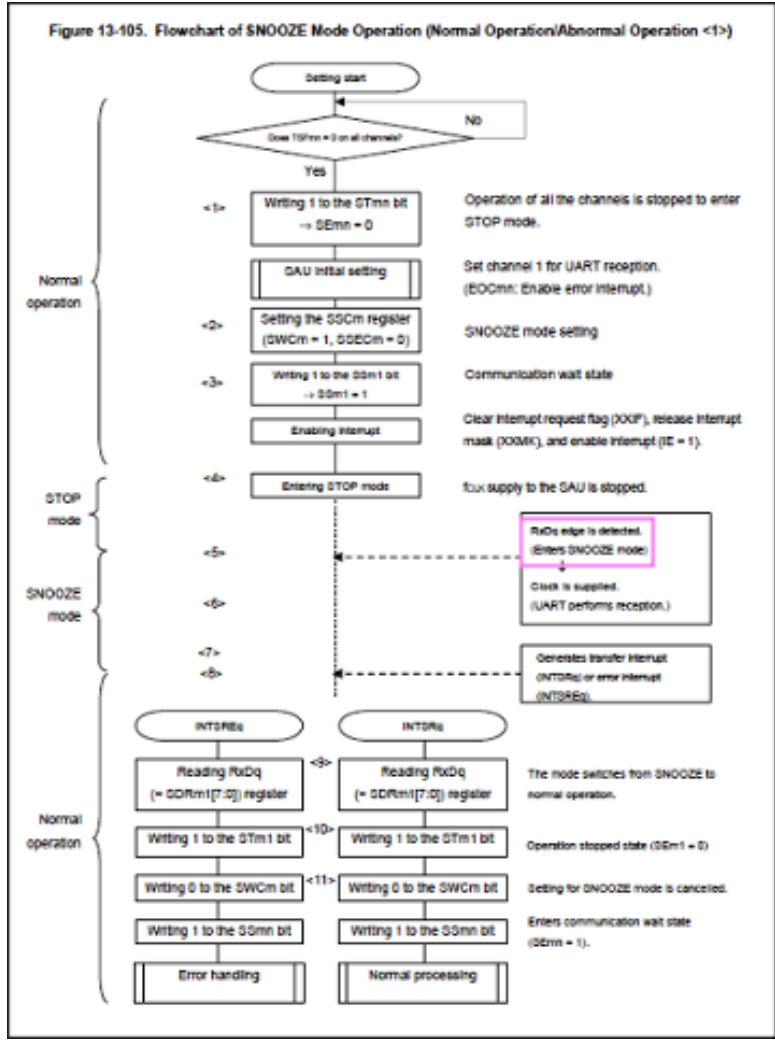 Figure 13-105. Flowchart of SNOOZE Mode Operation (Normal Operation/Abnormal Operation <1>)
Setting start
No
Does TSFmn = 0 on all channels?
Yes
<1>
Writing 1 to the STmn bit
→ SEmn = 0
Operation of all the channels is stopped to enter
STOP mode.
Normal
operation
SAU initial setting
Set channel 1 for UART reception.
(EOCmn: Enable error interrupt.)
<2>
Setting the SSCm register
(SWCm = 1, SSECm = 0)
SNOOZE mode setting
<3>
Writing 1 to the SSm1 bit
→ SEm1 = 1
Communication wait state
Enabling interrupt
Clear interrupt request flag (XXIF), release interrupt
mask (XXMK), and enable interrupt (IE = 1).
<4>
Entering STOP mode
fCLK supply to the SAU is stopped.
STOP
mode
RxDq edge is detected.
(Enters SNOOZE mode)
<5>
Clock is supplied.
(UART performs reception.)
SNOOZE
mode
<6>
<7>
<8>
Generates transfer interrupt
(INTSRq) or error interrupt
(INTSREq).
INTSREq
INTSRq
<9>
Reading RxDq
(= SDRm1[7:0]) register
Reading RxDq
(= SDRm1[7:0]) register
The mode switches from SNOOZE to
normal operation.
Normal
operation
Writing 1 to the STm1 bit
<10>
Writing 1 to the STm1 bit
Operation stopped state (SEm1 = 0)
Writing 0 to the SWCm bit
<11>
Writing 0 to the SWCm bit
Setting for SNOOZE mode is cancelled.
Writing 1 to the SSmn bit
Writing 1 to the SSmn bit
Enters communication wait state
(SEmn = 1).
Error handling
Normal processing